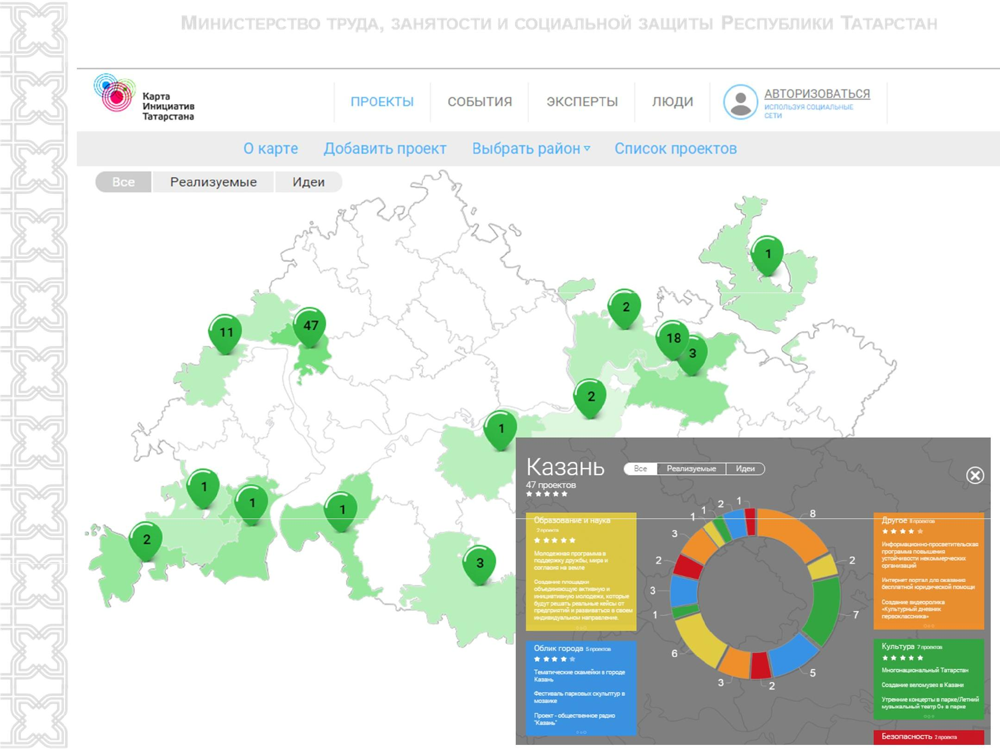 Министерство труда, занятости и социальной защиты Республики Татарстан
Карта
Инициатив
Татарстана
ПРОЕКТЫ
СОБЫТИЯ
ЭКСПЕРТЫ
ЛЮДИ
АВТОРИЗОВАТЬСЯ
ИСПОЛЬЗУЯ СОЦИАЛЬНЫЕ
СЕТИ
О карте
Добавить проект
Выбрать район
Список проектов
Все
Реализуемые
Идеи
1
2
47
11
18
3
2
1
1
1
1
2
3
Казань
Все
Реализуемые
Идеи
47 проектов
1
1
2
1
8
2
7
5
2
3
6
1
3
2
3
Образование и наука
2 проекта
Молодежная программа в
поддержку дружбы, мира и
согласия на земле
Создание площадки
объединяющую активную и
инициативную молодежи, которые
будут решать реальные кейсы от
предприятий и развиваться в своем
индивидуальном направление.
Облик города 5 проектов
Тематические скамейки в городе
Казань
Фестиваль парковых скульптур в
мозаике
Проект - общественное радио
"Казань"
Другое 8 проектов
Информационно-просветительская
программа повышения
устойчивости некоммерческих
организаций
Интернет портал для оказания
бесплатной юридической помощи
Создание видеоролика
«Культурный дневник
первоклассника»
Культура 7 проектов
Многонациональный Татарстан
Создание веломузея в Казани
Утренние концерты в парке/Летний
музыкальный театр 0+ в парке
Безопасность 2 проекта